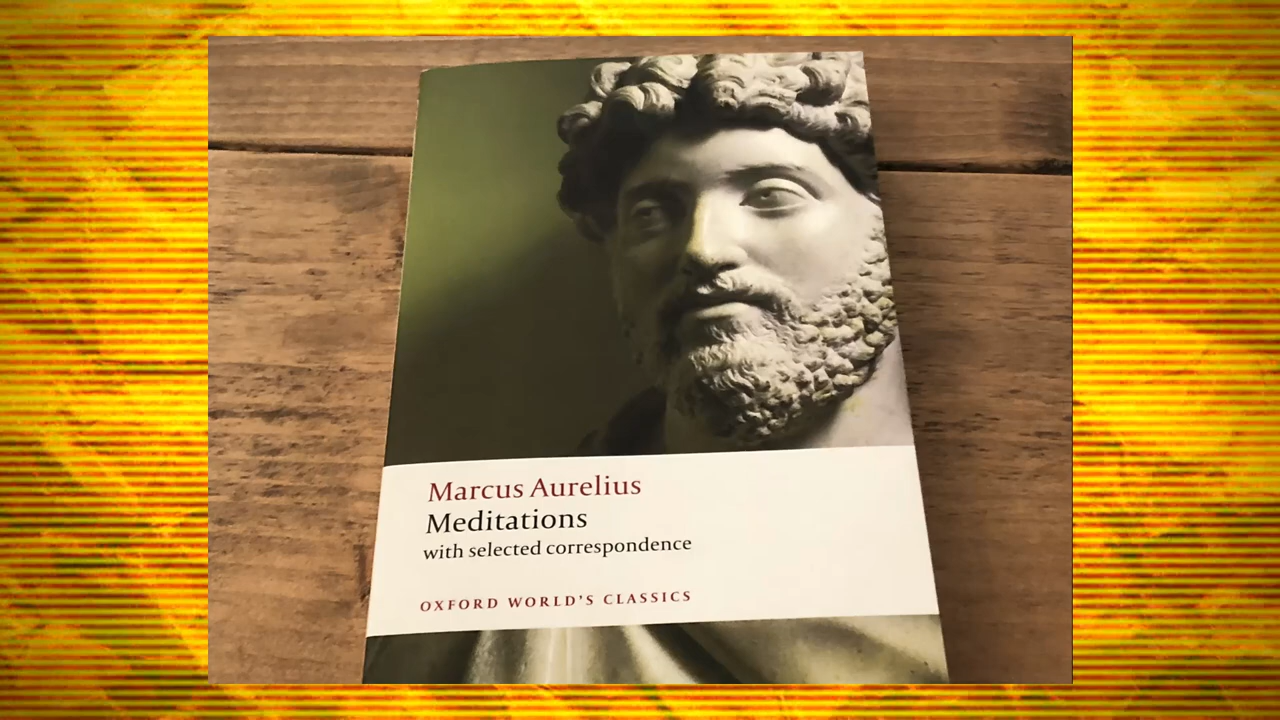 Marcus Aurelius
Meditations
with selected correspondence
OXFORD WORLD'S CLASSICS